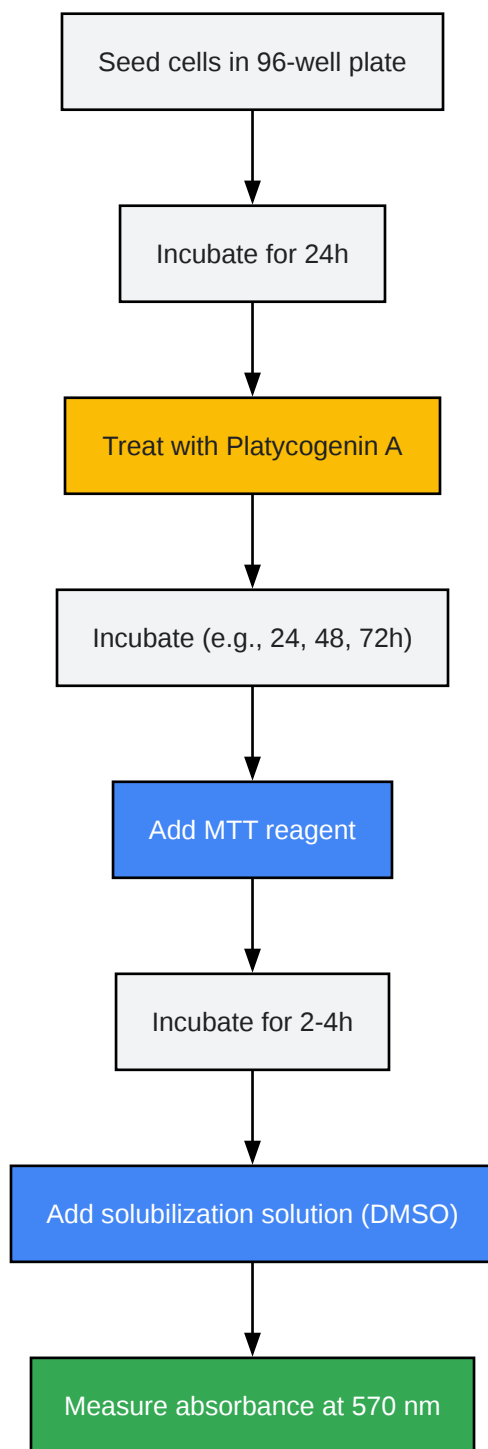 Seed cells in 96-well plate
Incubate for 24h
Treat with Platycogenin A
Incubate (e.g., 24, 48, 72h)
Add MTT reagent
Incubate for 2-4h
Add solubilization solution (DMSO)
Measure absorbance at 570 nm